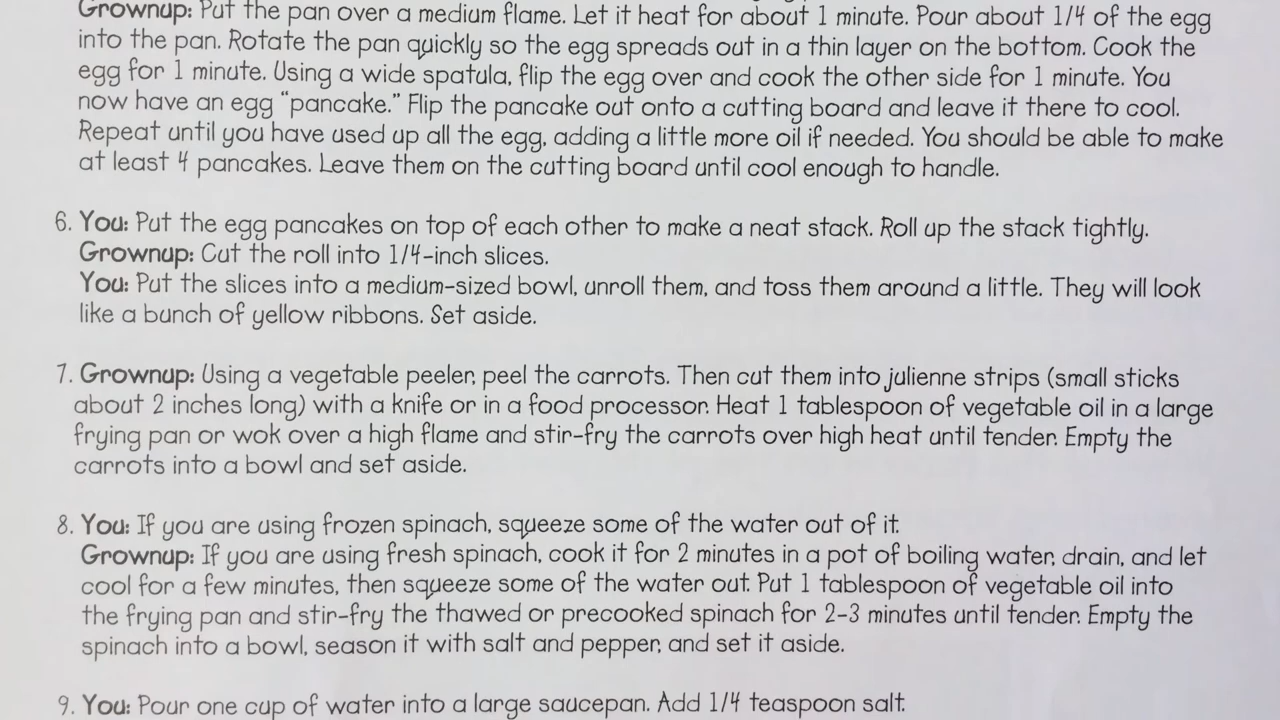 Grownup: Put the pan over a medium flame. Let it heat for about 1 minute. Pour about 1/4 of the egg
into the pan. Rotate the pan quickly so the egg spreads out in a thin layer on the bottom. Cook the
egg for 1 minute. Using a wide spatula, flip the egg over and cook the other side for 1 minute. You
now have an egg “pancake.” Flip the pancake out onto a cutting board and leave it there to cool.
Repeat until you have used up all the egg, adding a little more oil if needed. You should be able to make
at least 4 pancakes. Leave them on the cutting board until cool enough to handle.
6. You: Put the egg pancakes on top of each other to make a neat stack. Roll up the stack tightly.
Grownup: Cut the roll into 1/4-inch slices.
You: Put the slices into a medium-sized bowl, unroll them, and toss them around a little. They will look
like a bunch of yellow ribbons. Set aside.
7. Grownup: Using a vegetable peeler, peel the carrots. Then cut them into julienne strips (small sticks
about 2 inches long) with a knife or in a food processor. Heat 1 tablespoon of vegetable oil in a large
frying pan or wok over a high flame and stir-fry the carrots over high heat until tender. Empty the
carrots into a bowl and set aside.
8. You: If you are using frozen spinach, squeeze some of the water out of it.
Grownup: If you are using fresh spinach, cook it for 2 minutes in a pot of boiling water, drain, and let
cool for a few minutes, then squeeze some of the water out. Put 1 tablespoon of vegetable oil into
the frying pan and stir-fry the thawed or precooked spinach for 2-3 minutes until tender. Empty the
spinach into a bowl, season it with salt and pepper, and set it aside.
9. You: Pour one cup of water into a large saucepan. Add 1/4 teaspoon salt.